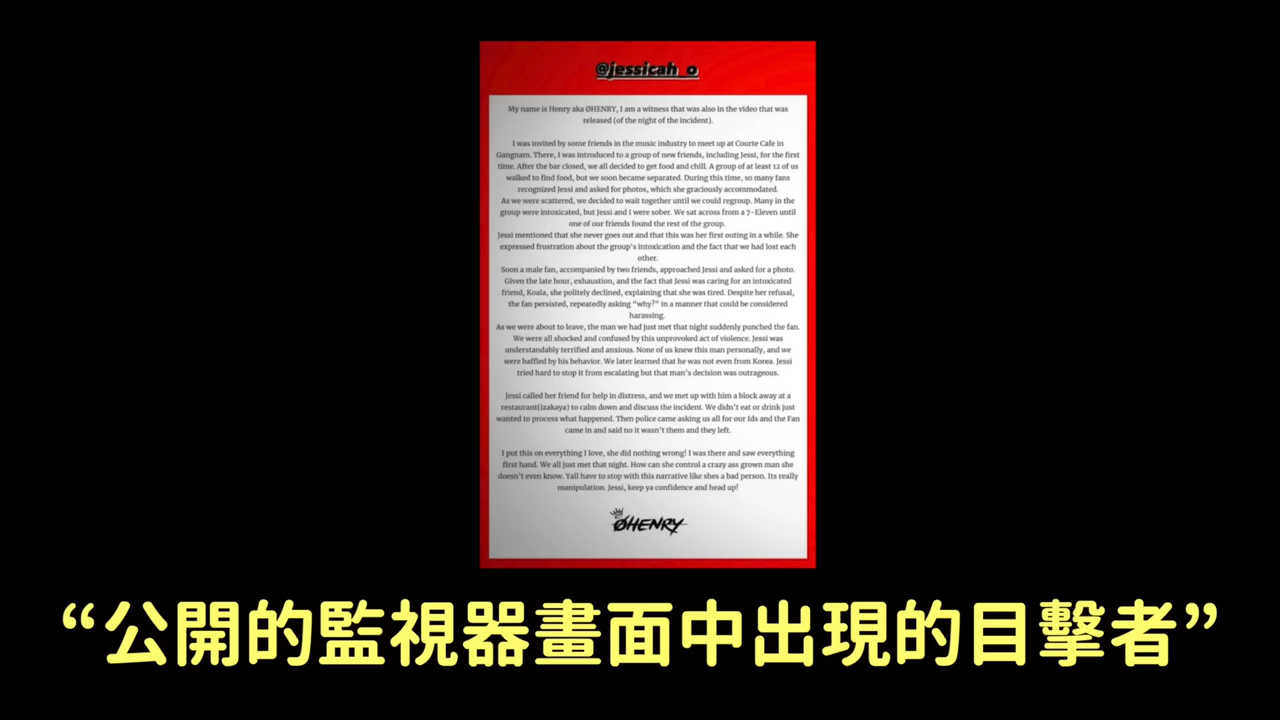 @jessicah_o
My name is Henry aka ØHENRY, I am a witness that was also in the video that was
released (of the night of the incident).
I was invited by some friends in the music industry to meet up at Courte Cafe in
Gangnam. There, I was introduced to a group of new friends, including Jessi, for the first
time. After the bar closed, we all decided to get food and chill. A group of at least 12 of us
walked to find food, but we soon became separated. During this time, so many fans
recognized Jessi and asked for photos, which she graciously accommodated.
As we were scattered, we decided to wait together until we could regroup. Many in the
group were intoxicated, but Jessi and I were sober. We sat across from a 7-Eleven until
one of our friends found the rest of the group.
Jessi mentioned that she never goes out and that this was her first outing in a while. She
expressed frustration about the group's intoxication and the fact that we had lost each
other.
Soon a male fan, accompanied by two friends, approached Jessi and asked for a photo.
Given the late hour, exhaustion, and the fact that Jessi was caring for an intoxicated
friend, Koala, she politely declined, explaining that she was tired. Despite her refusal,
the fan persisted, repeatedly asking "why?" in a manner that could be considered
harassing.
As we were about to leave, the man we had just met that night suddenly punched the fan.
We were all shocked and confused by this unprovoked act of violence. Jessi was
understandably terrified and anxious. None of us knew this man personally, and we
were baffled by his behavior. We later learned that he was not even from Korea. Jessi
tried hard to stop it from escalating but that man's decision was outrageous.
Jessi called her friend for help in distress, and we met up with him a block away at a
restaurant(izakaya) to calm down and discuss the incident. We didn't eat or drink just
wanted to process what happened. Then police came asking us all for our Ids and the Fan
came in and said no it wasn't them and they left.
I put this on everything I love, she did nothing wrong! I was there and saw everything
first hand. We all just met that night. How can she control a crazy ass grown man she
doesn't even know. Yall have to stop with this narrative like shes a bad person. Its really
manipulation. Jessi, keep ya confidence and head up!
ØHENRY
“公開的監視器畫面中出現的目擊者”